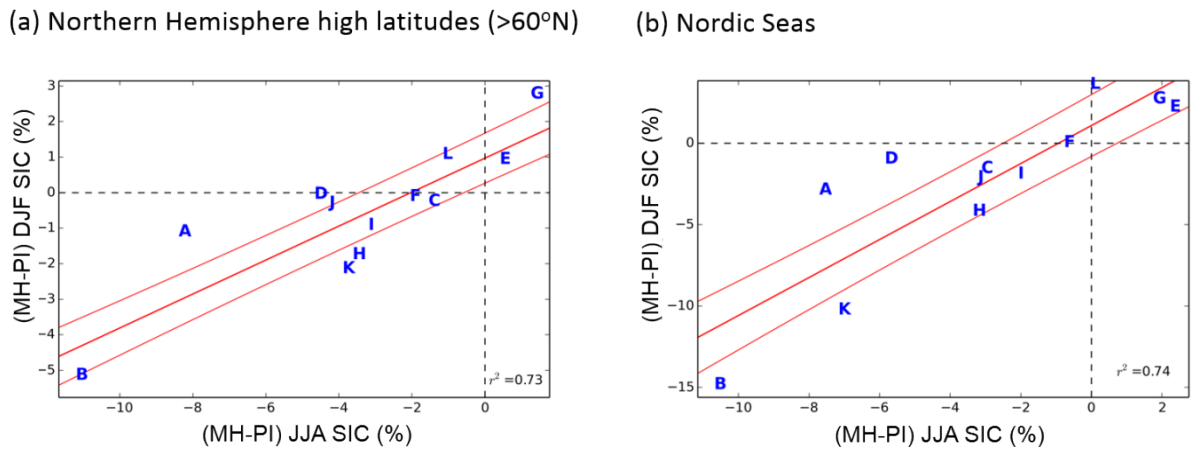 (a) Northern Hemisphere high latitudes (>60°N)
(MH-PI) DJF SIC (%)
3
2
1
0
−1
−2
−3
−4
−5
G
L
E
D
J
F
C
A
I
H
K
B
r² =0.73
−10
−8
−6
−4
−2
0
(MH-PI) JJA SIC (%)
(b) Nordic Seas
(MH-PI) DJF SIC (%)
0
−5
−10
−15
L
G
E
F
D
C
J
I
A
H
K
B
r² =0.74
−10
−8
−6
−4
−2
0
2
(MH-PI) JJA SIC (%)